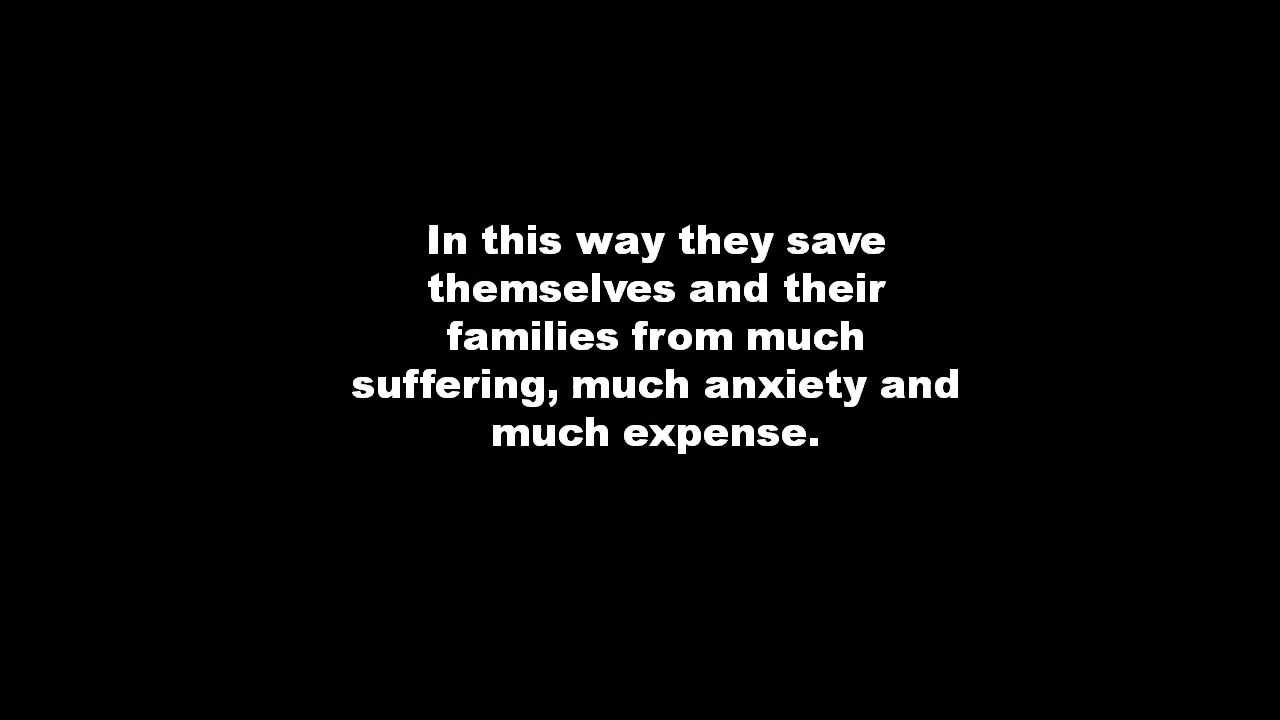 In this way they save
themselves and their
families from much
suffering, much anxiety and
much expense.